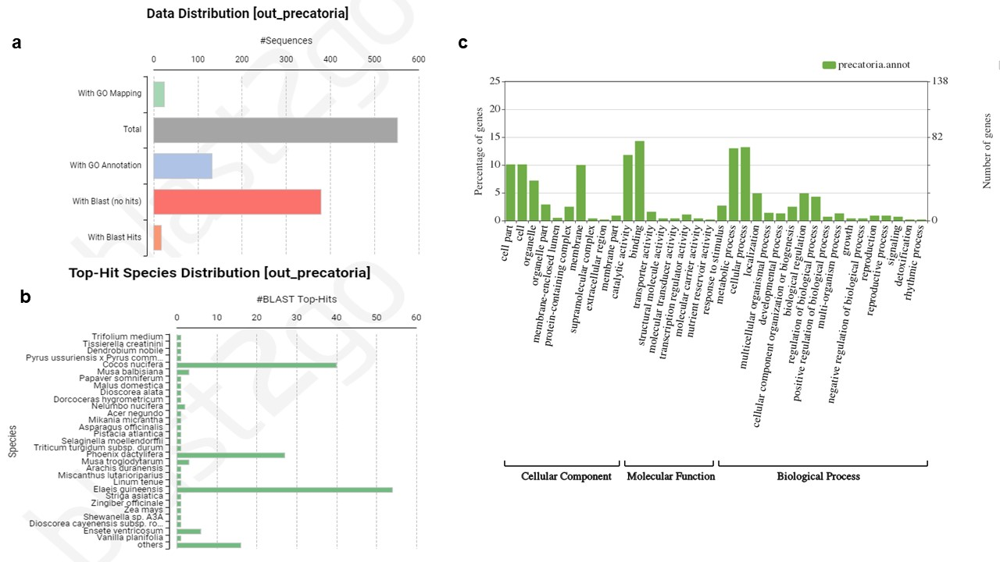 Data Distribution [out_precatoria]
a
#Sequences
0 100 200 300 400 500 600
With GO Mapping
Total
With GO Annotation
With Blast (no hits)
With Blast Hits
blast2go
Top-Hit Species Distribution [out_precatoria]
b
#BLAST Top-Hits
0 10 20 30 40 50 60
Species
Trifolium medium
Tissierella creatinini
Dendrobium nobile
Pyrus ussuriensis x Pyrus comm...
Cocos nucifera
Musa balbisiana
Papaver somniferum
Malus domestica
Dioscorea alata
Dorcoceras hygrometricum
Nelumbo nucifera
Acer negundo
Mikania micrantha
Asparagus officinalis
Pistacia atlantica
Selaginella moellendorffii
Triticum turgidum subsp. durum
Phoenix dactylifera
Musa troglodytarum
Arachis duranensis
Miscanthus lutarioriparius
Linum tenue
Elaeis guineensis
Striga asiatica
Zingiber officinale
Zea mays
Shewanella sp. A3A
Dioscorea cayenensis subsp. ro...
Ensete ventricosum
Vanilla planifolia
others
blast2go
c
precatoria.annot
Percentage of genes
25
20
15
10
5
0
138
82
0
Number of genes
cell part
cell
organelle
organelle part
membrane-enclosed lumen
protein-containing complex
membrane
supramolecular complex
extracellular region
membrane part
catalytic activity
binding
transporter activity
structural molecule activity
molecular transducer activity
transcription regulator activity
molecular carrier activity
nutrient reservoir activity
response to stimulus
metabolic process
cellular process
localization
multicellular organismal process
developmental process
cellular component organization or biogenesis
biological regulation
regulation of biological process
positive regulation of biological process
multi-organism process
growth
negative regulation of biological process
reproduction
reproductive process
signaling
detoxification
rhythmic process
Cellular Component
Molecular Function
Biological Process